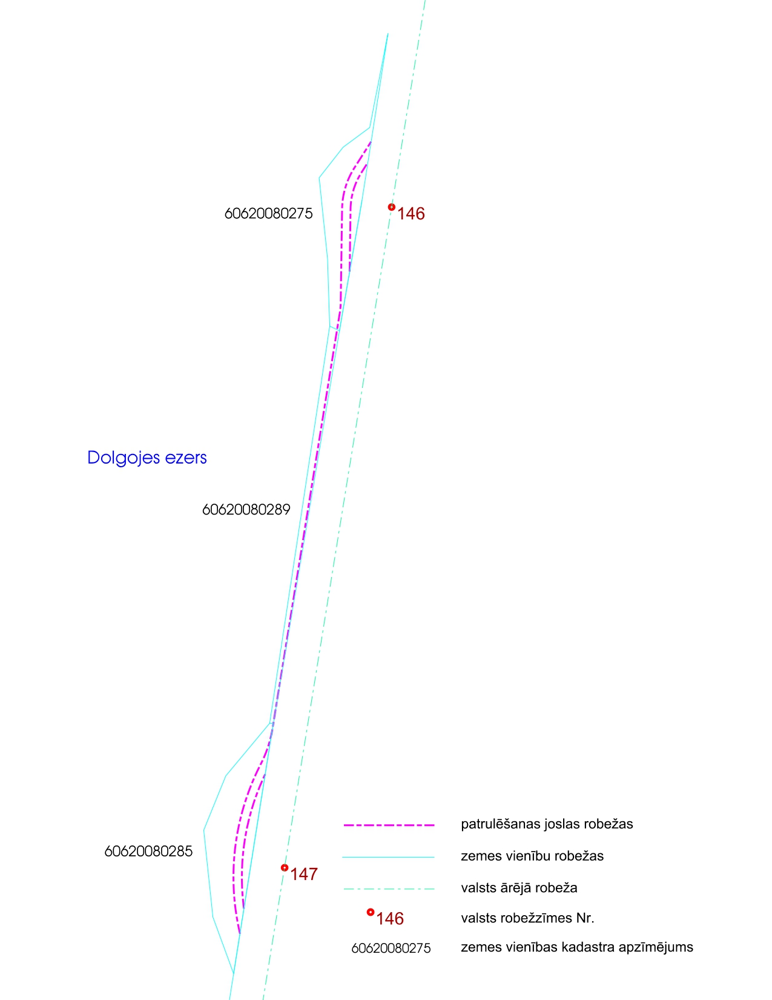 60620080275
146
Dolgojes ezers
60620080289
60620080285
147
patrulēšanas joslas robežas
zemes vienību robežas
valsts ārējā robeža
146 valsts robežzīmes Nr.
60620080275 zemes vienības kadastra apzīmējums